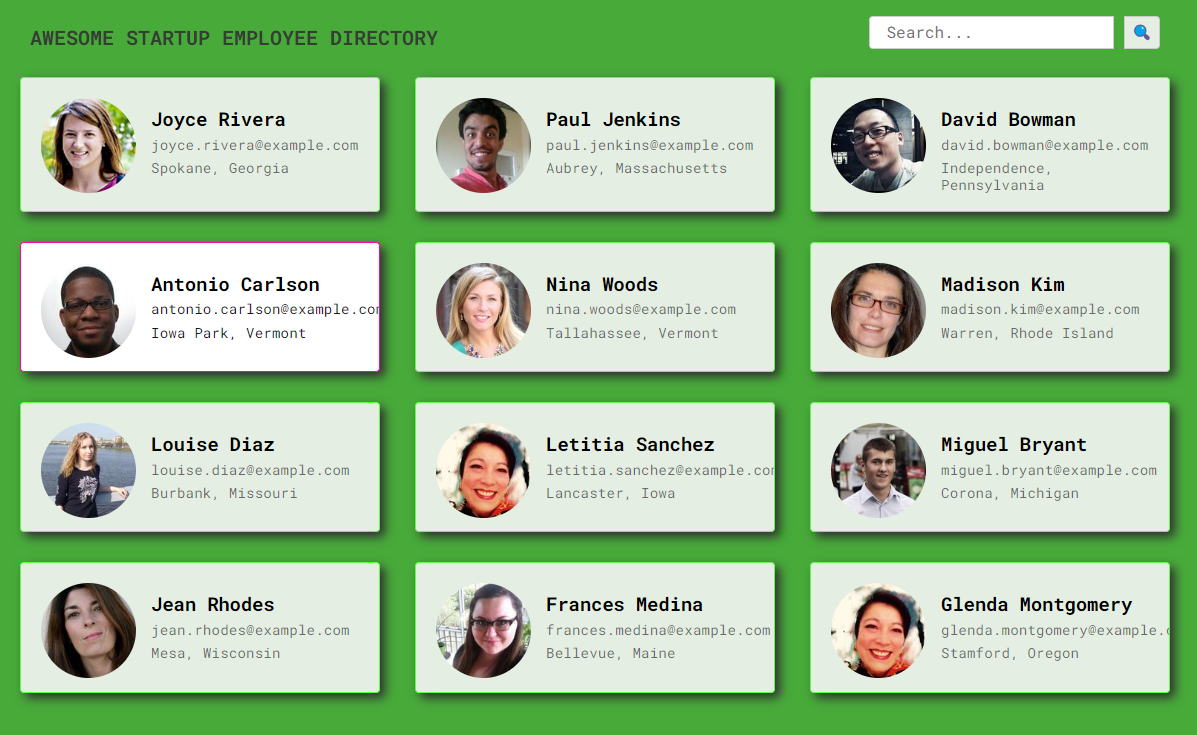 AWESOME STARTUP EMPLOYEE DIRECTORY
Search...
Joyce Rivera
joyce.rivera@example.com
Spokane, Georgia
Paul Jenkins
paul.jenkins@example.com
Aubrey, Massachusetts
David Bowman
david.bowman@example.com
Independence,
Pennsylvania
Antonio Carlson
antonio.carlson@example.com
Iowa Park, Vermont
Nina Woods
nina.woods@example.com
Tallahassee, Vermont
Madison Kim
madison.kim@example.com
Warren, Rhode Island
Louise Diaz
louise.diaz@example.com
Burbank, Missouri
Letitia Sanchez
letitia.sanchez@example.com
Lancaster, Iowa
Miguel Bryant
miguel.bryant@example.com
Corona, Michigan
Jean Rhodes
jean.rhodes@example.com
Mesa, Wisconsin
Frances Medina
frances.medina@example.com
Bellevue, Maine
Glenda Montgomery
glenda.montgomery@example.c
Stamford, Oregon